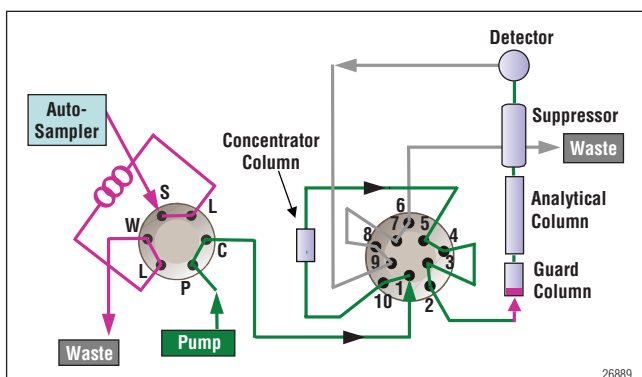 Detector
Auto-
Sampler
Concentrator
Column
Suppressor
Waste
S
L
W
C
L
P
6
7
5
8
4
9
3
1
10
2
Analytical
Column
Guard
Column
Pump
Waste
26889